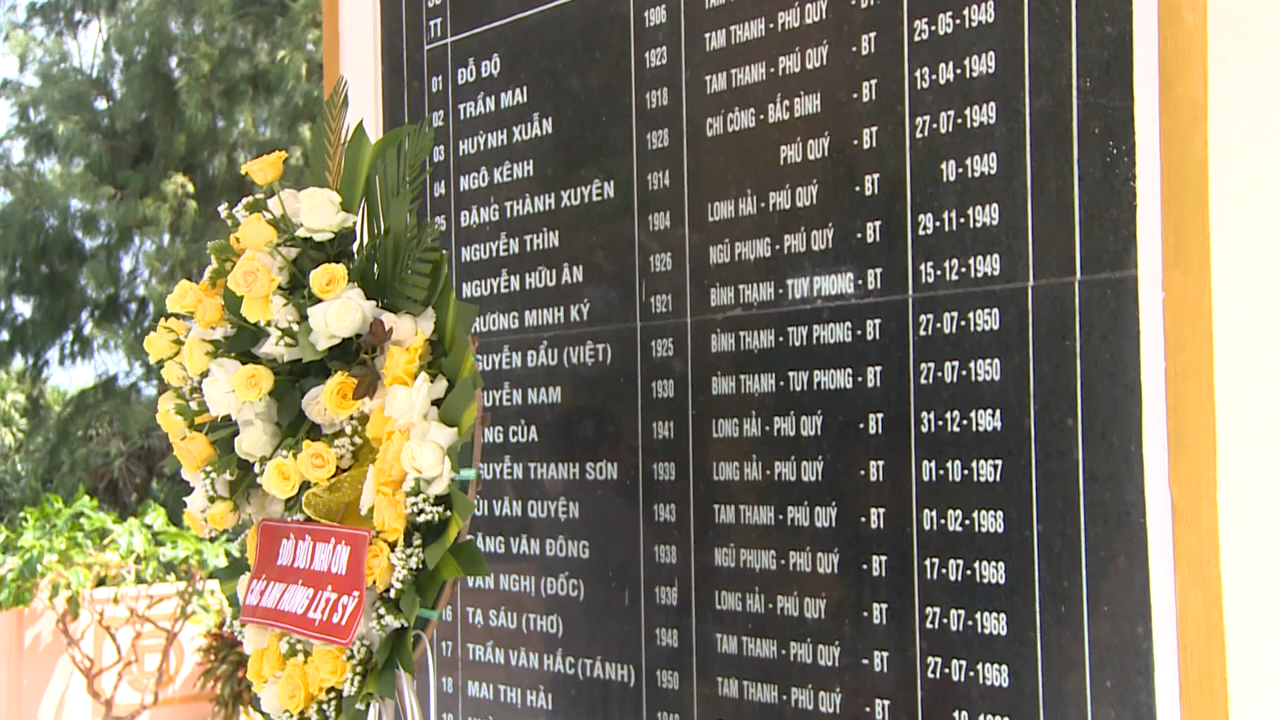 TT
01 ĐỖ ĐỘ 1906
02 TRẦN MAI 1923 TAM THANH - PHÚ QUÝ - BT
03 HUỲNH XUẪN 1918 TAM THANH - PHÚ QUÝ - BT 25-05-1948
04 NGÔ KÊNH 1928 CHÍ CÔNG - BẮC BÌNH - BT 13-04-1949
ĐẶNG THÀNH XUYÊN 1914 PHÚ QUÝ - BT 27-07-1949
NGUYỄN THÌN 1904 LONH HẢI - PHÚ QUÝ - BT 10-1949
NGUYỄN HỮU ÂN 1926 NGŨ PHỤNG - PHÚ QUÝ - BT 29-11-1949
TRƯƠNG MINH KÝ 1921 BÌNH THẠNH - TUY PHONG - BT 15-12-1949
NGUYỄN ĐẨU (VIỆT) 1925 BÌNH THẠNH - TUY PHONG - BT 27-07-1950
NGUYỄN NAM 1930 BÌNH THẠNH - TUY PHONG - BT 27-07-1950
CỦA 1941 LONG HẢI - PHÚ QUÝ - BT 31-12-1964
NGUYỄN THANH SƠN 1939 LONG HẢI - PHÚ QUÝ - BT 01-10-1967
VĂN QUYỆN 1943 TAM THANH - PHÚ QUÝ - BT 01-02-1968
VĂN ĐÔNG 1938 NGŨ PHỤNG - PHÚ QUÝ - BT 17-07-1968
VĂN NGHỊ (ĐỐC) 1936 LONG HẢI - PHÚ QUÝ - BT 27-07-1968
16 TẠ SÁU (THƠ) 1948 TAM THANH - PHÚ QUÝ - BT 27-07-1968
17 TRẦN VĂN HẮC (TÁNH) 1950 TAM THANH - PHÚ QUÝ - BT
18 MAI THỊ HẢI
ĐỜI ĐỜI NHỚ ƠN
CÁC ANH HÙNG LIỆT SỸ